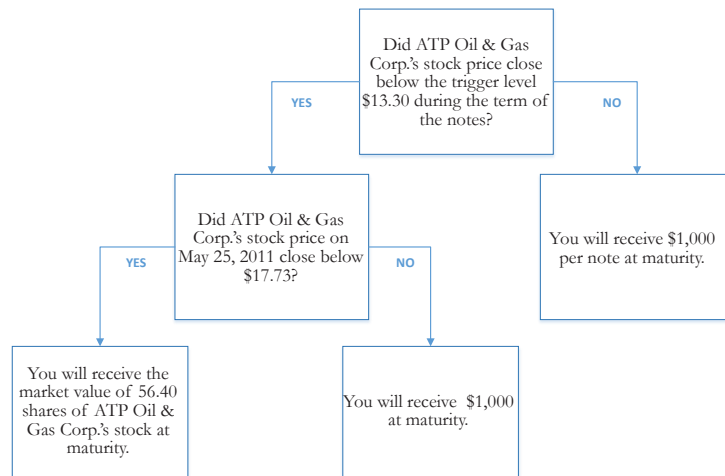 Did ATP Oil & Gas
Corp.'s stock price close
below the trigger level
$13.30 during the term of
the notes?
YES
NO
Did ATP Oil & Gas
Corp.'s stock price on
May 25, 2011 close below
$17.73?
You will receive $1,000
per note at maturity.
YES
NO
You will receive the
market value of 56.40
shares of ATP Oil &
Gas Corp.'s stock at
maturity.
You will receive $1,000
at maturity.